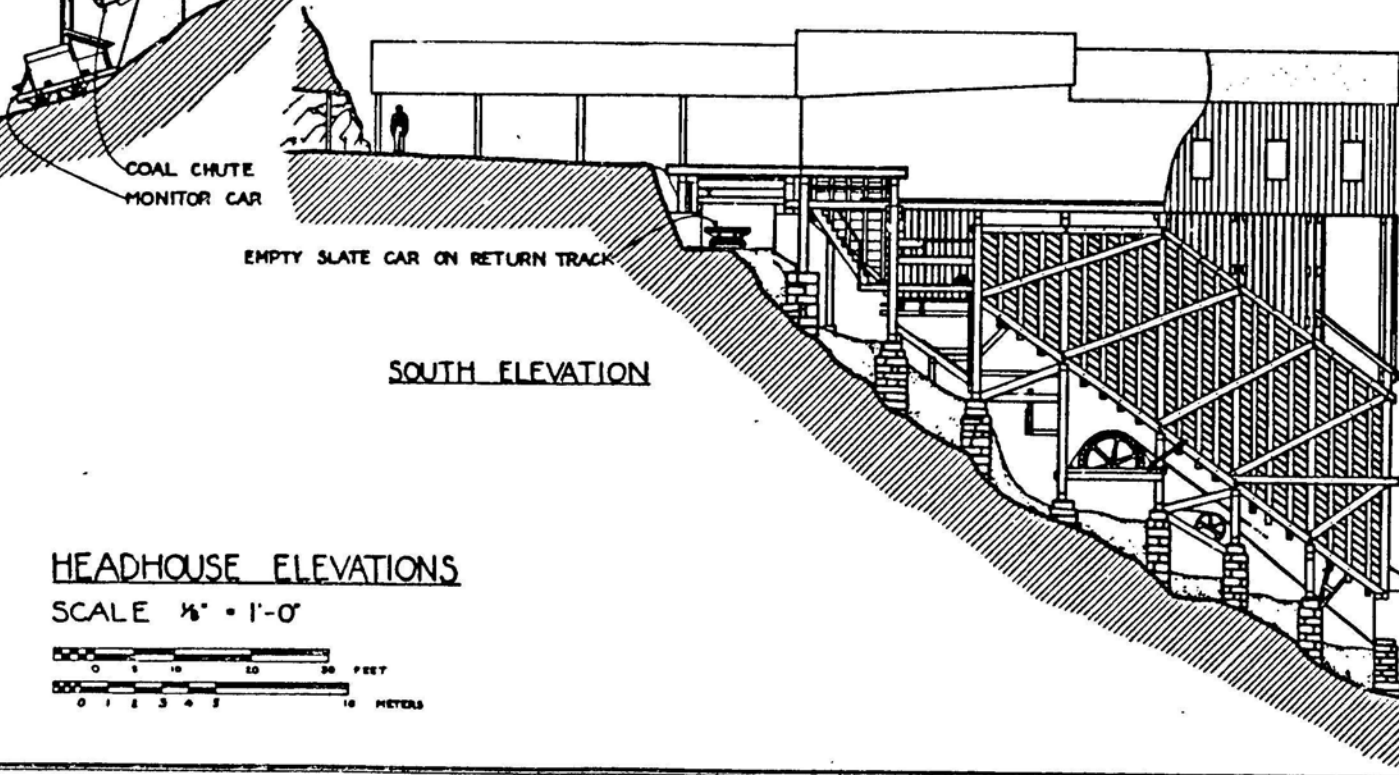 COAL CHUTE
MONITOR CAR
EMPTY SLATE CAR ON RETURN TRACK
SOUTH ELEVATION
HEADHOUSE ELEVATIONS
SCALE ⅛" = 1'-0"
0 5 10 20 30 FEET
0 1 2 3 4 5 10 METERS